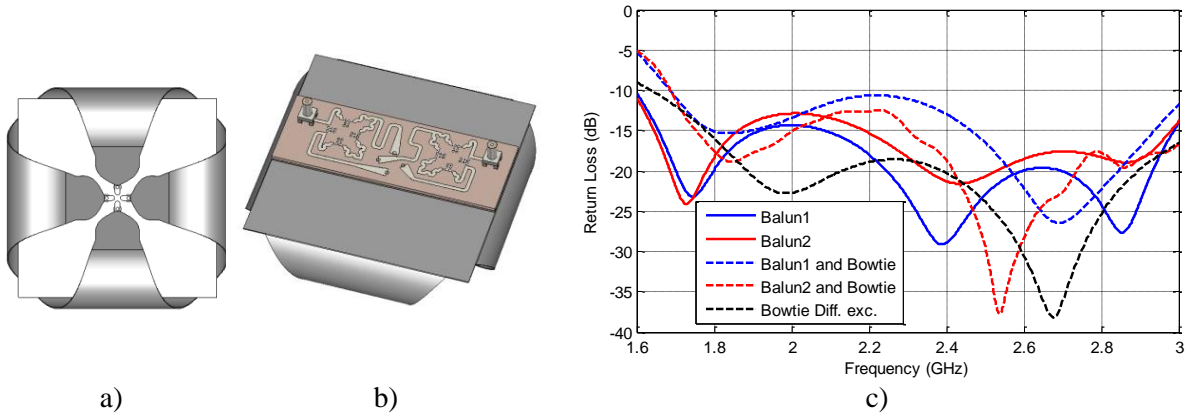 0
-5
-10
-15
-20
-25
-30
-35
-40
Return Loss (dB)
Balun1
Balun2
Balun1 and Bowtie
Balun2 and Bowtie
Bowtie Diff. exc.
1.6 1.8 2 2.2 2.4 2.6 2.8 3
Frequency (GHz)
a) b) c)